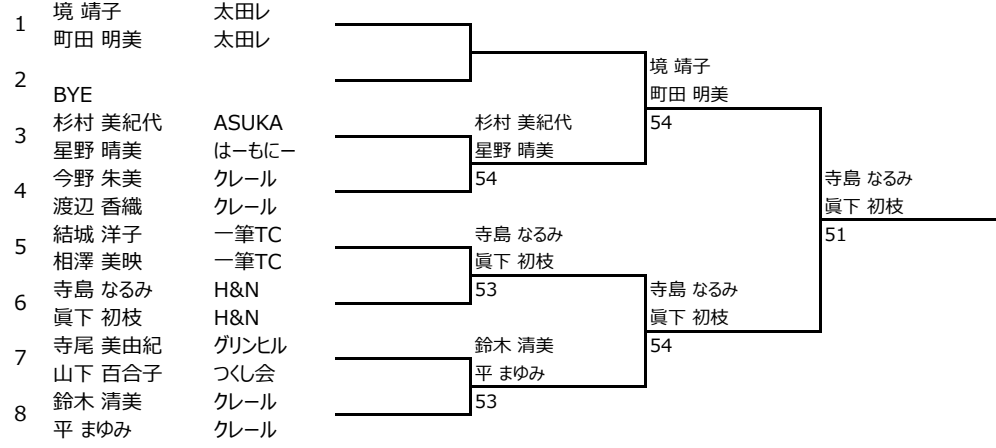 1 境 靖子 太田レ
町田 明美 太田レ
2
BYE
3 杉村 美紀代 ASUKA
星野 晴美 はーもにー
4 今野 朱美 クレール
渡辺 香織 クレール
5 結城 洋子 一筆TC
相澤 美映 一筆TC
6 寺島 なるみ H&N
眞下 初枝 H&N
7 寺尾 美由紀 グリンヒル
山下 百合子 つくし会
8 鈴木 清美 クレール
平 まゆみ クレール
杉村 美紀代
星野 晴美
54
寺島 なるみ
眞下 初枝
53
鈴木 清美
平 まゆみ
53
境 靖子
町田 明美
54
寺島 なるみ
眞下 初枝
54
寺島 なるみ
眞下 初枝
51